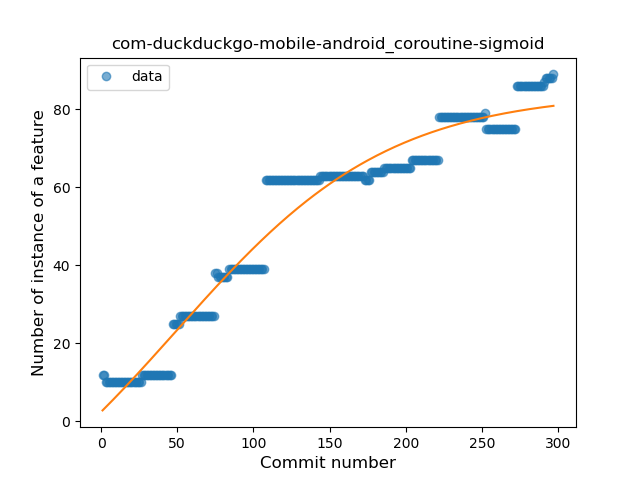 com-duckduckgo-mobile-android_coroutine-sigmoid
data
Number of instance of a feature
80
60
40
20
0
0 50 100 150 200 250 300
Commit number